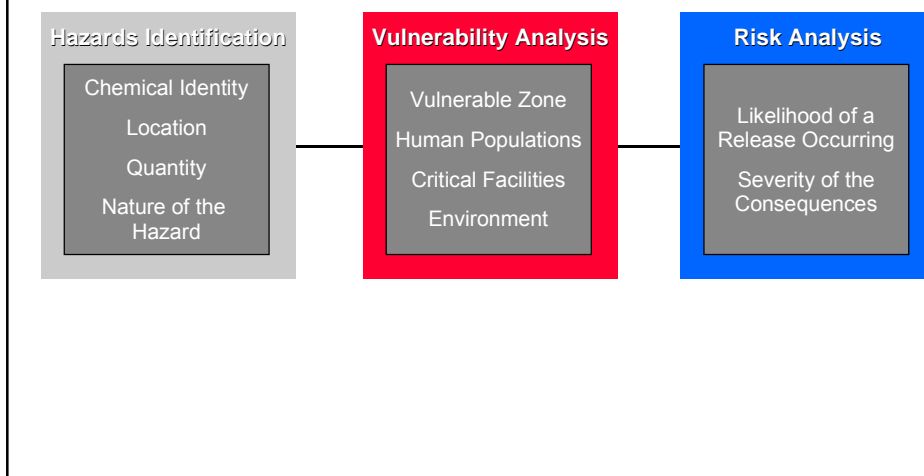 Hazards Identification
Chemical Identity
Location
Quantity
Nature of the
Hazard
Vulnerability Analysis
Vulnerable Zone
Human Populations
Critical Facilities
Environment
Risk Analysis
Likelihood of a
Release Occurring
Severity of the
Consequences